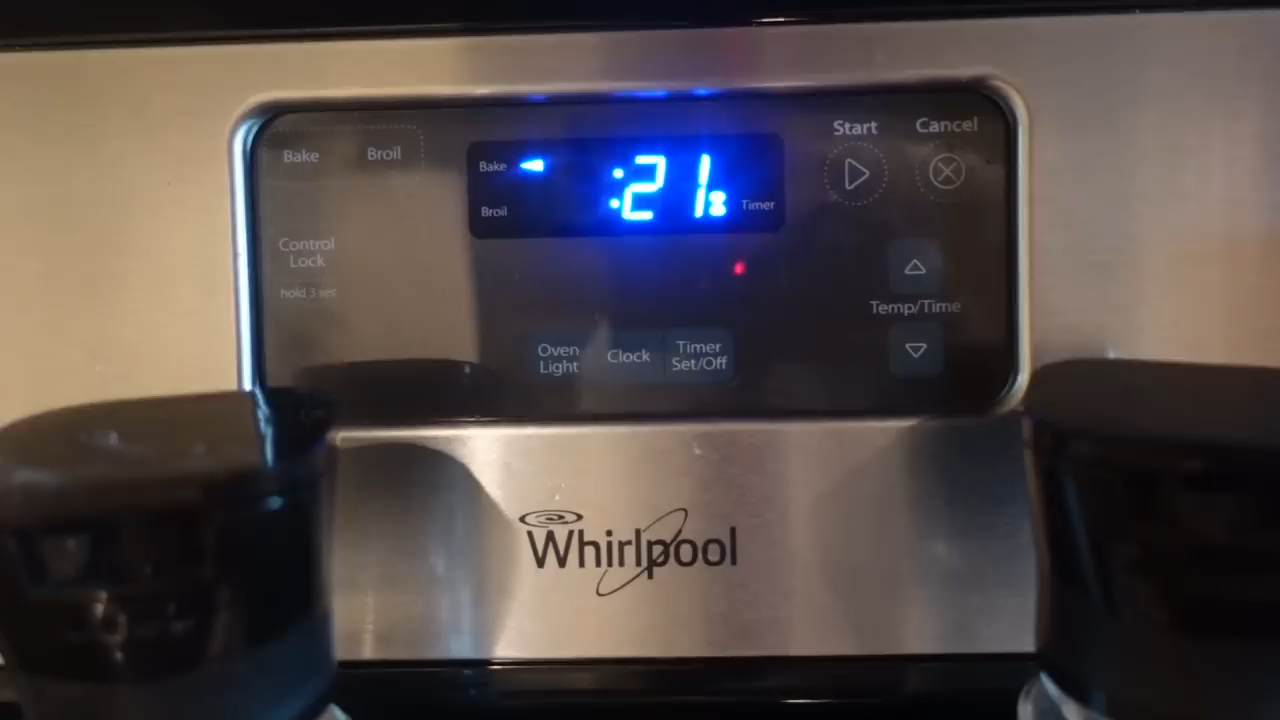 Bake Broil
Control
Lock
hold 3 sec
Bake
Broil
:21
Timer
Start Cancel
Temp/Time
Oven
Light
Clock
Timer
Set/Off
Whirlpool